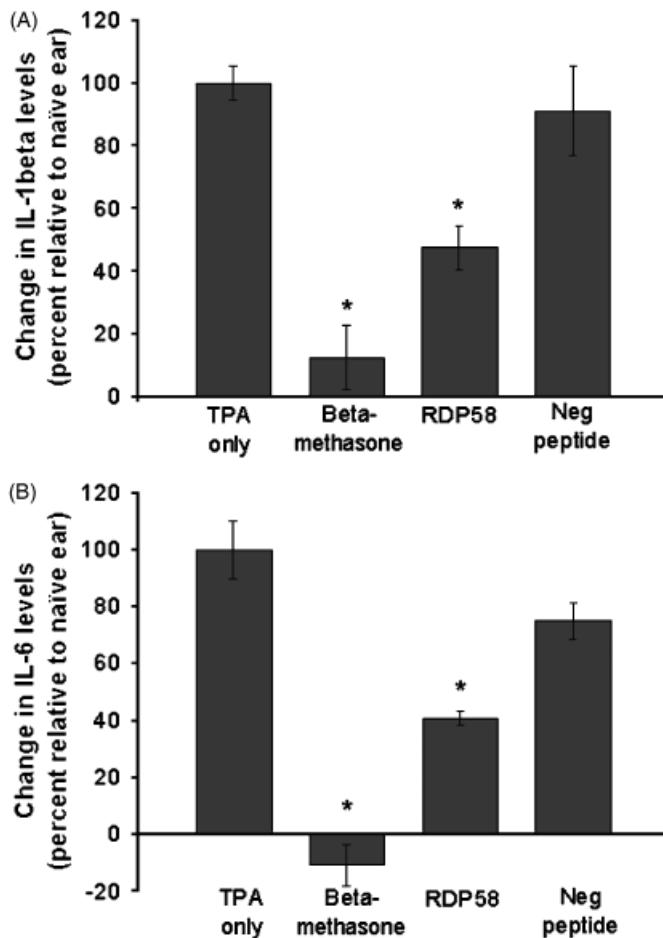 (A)
Change in IL-1beta levels
(percent relative to naïve ear)
120
100
80
60
40
20
0
*
*
TPA only
Beta-methasone
RDP58
Neg peptide
(B)
Change in IL-6 levels
(percent relative to naïve ear)
120
100
80
60
40
20
0
-20
*
*
TPA only
Beta-methasone
RDP58
Neg peptide